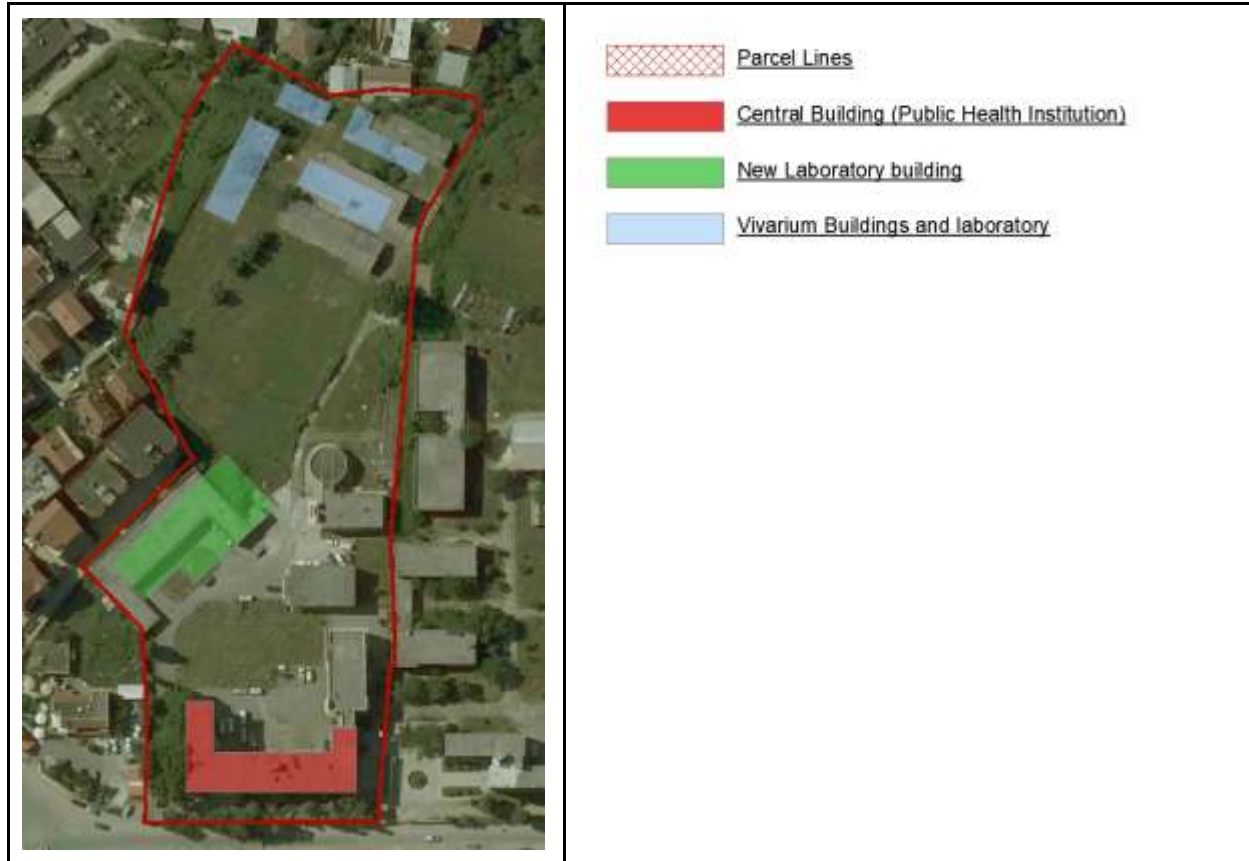 Parcel Lines
Central Building (Public Health Institution)
New Laboratory building
Vivarium Buildings and laboratory